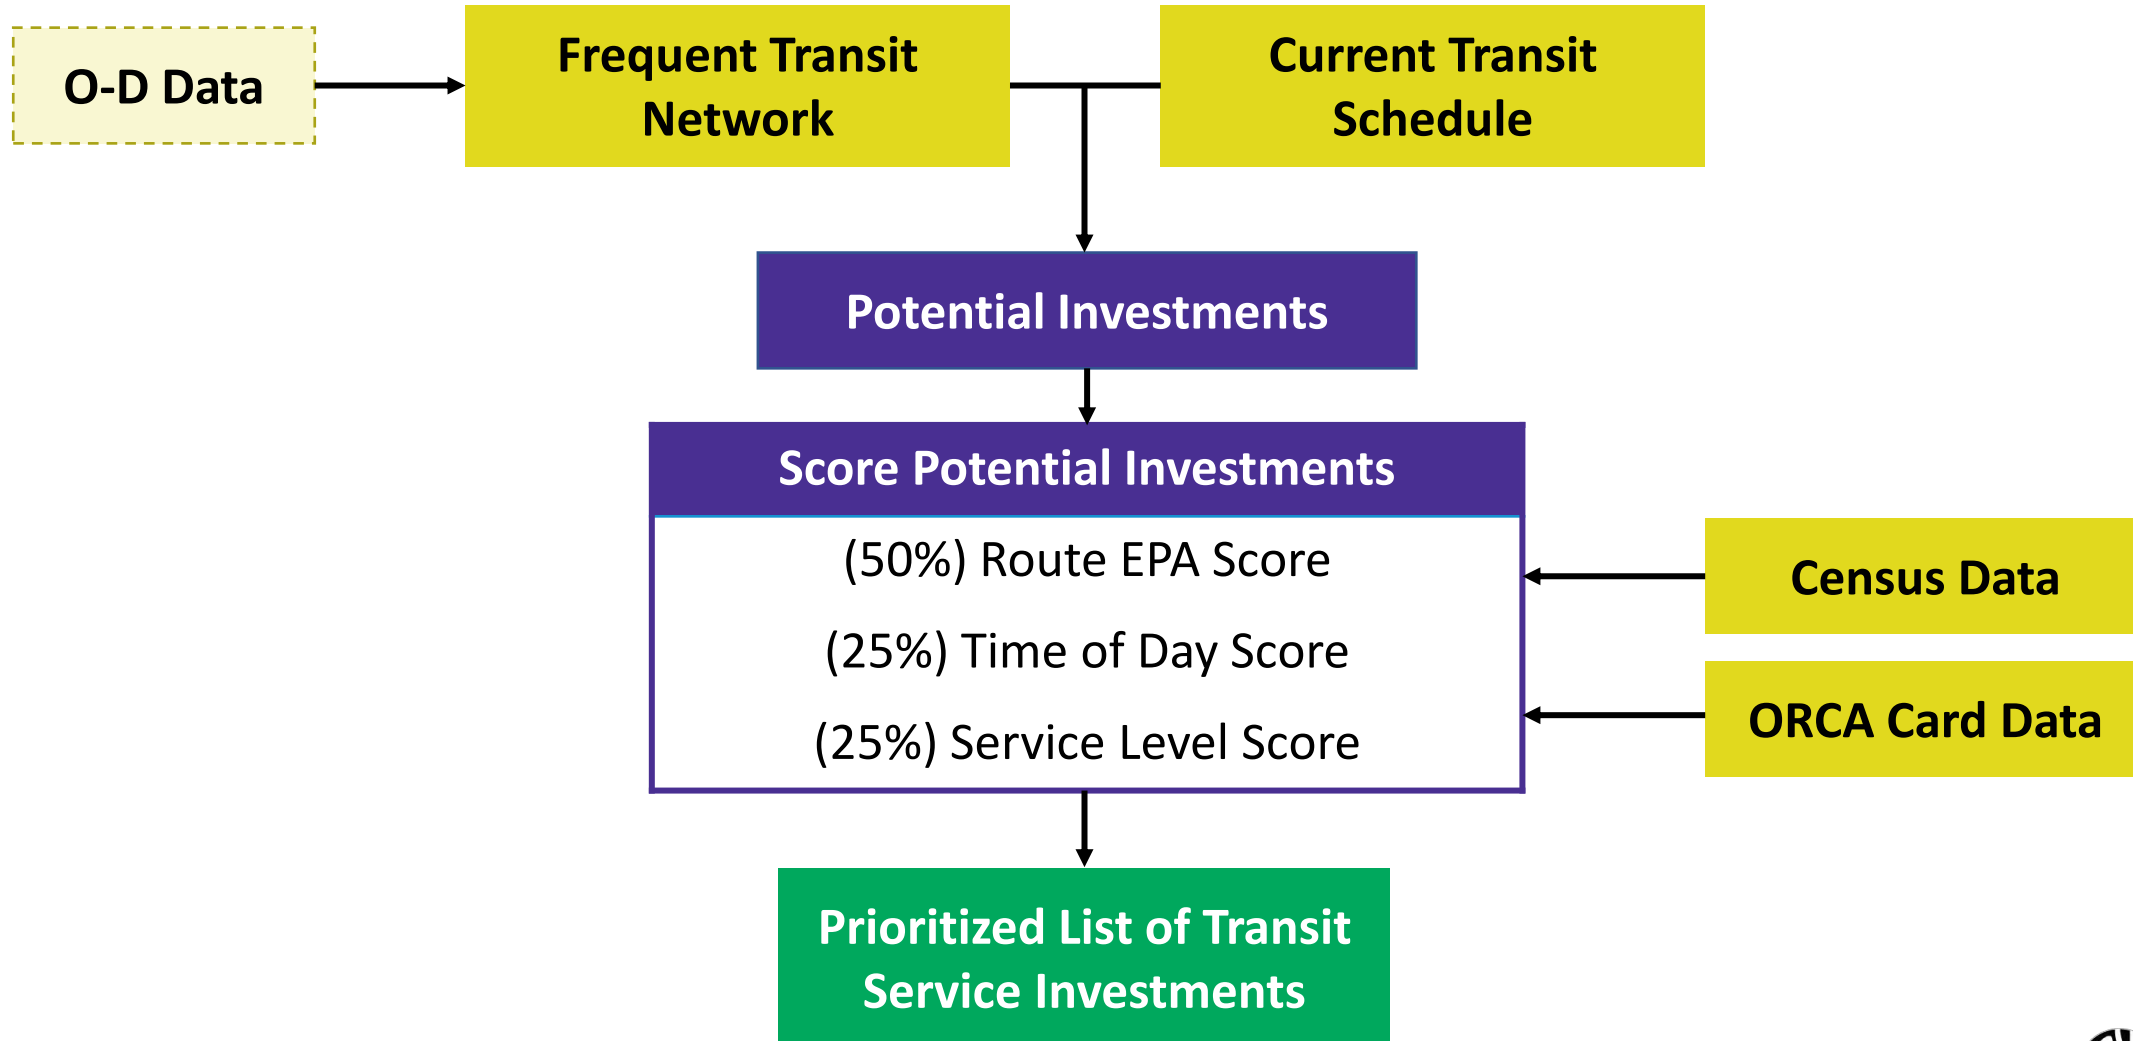 O-D Data
Frequent Transit
Network
Current Transit
Schedule
Potential Investments
Score Potential Investments
(50%) Route EPA Score
(25%) Time of Day Score
(25%) Service Level Score
Census Data
ORCA Card Data
Prioritized List of Transit
Service Investments